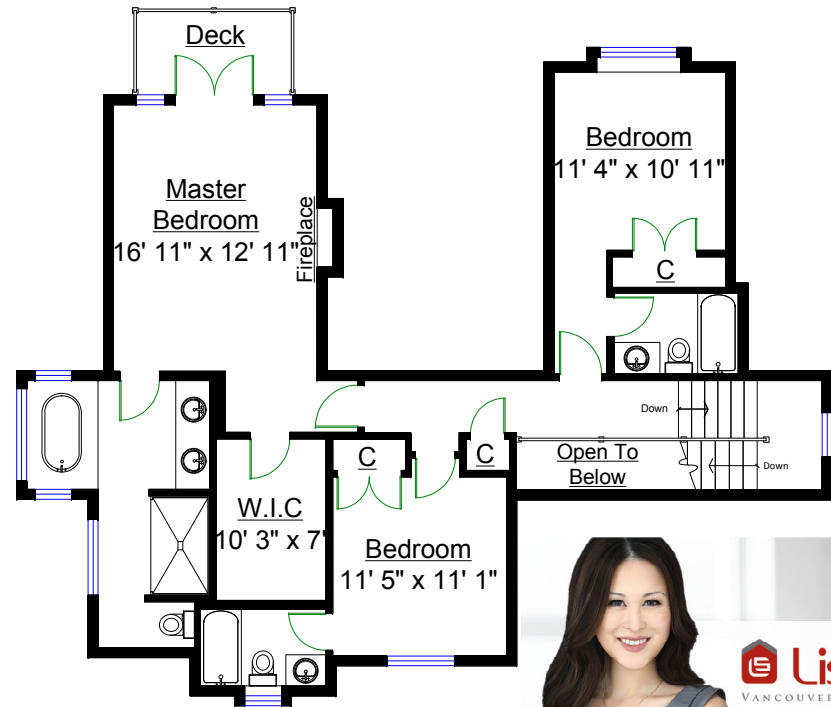 Deck
Bedroom
11' 4" x 10' 11"
Master
Bedroom
16' 11" x 12' 11"
Fireplace
C
Down
C
C
Open To
Below
Down
W.I.C
10' 3" x 7'
Bedroom
11' 5" x 11' 1"
VANCOUVER